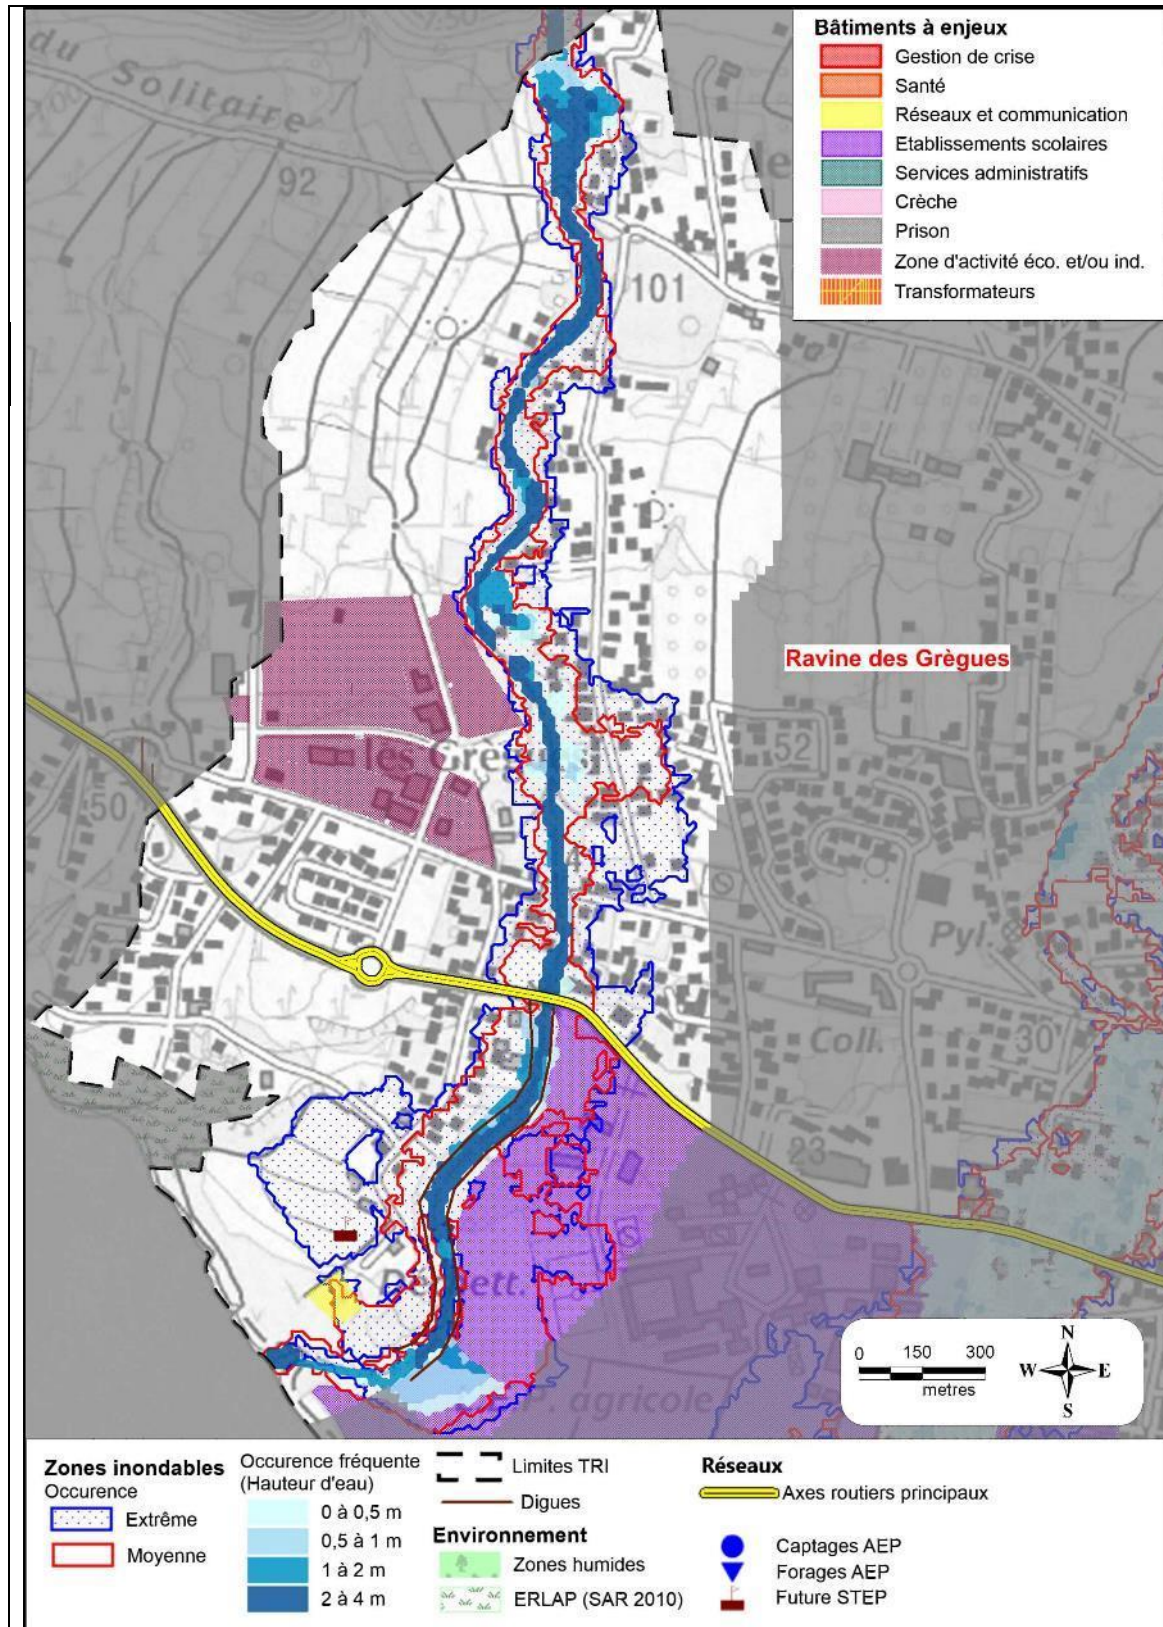 Bâtiments à enjeux
Gestion de crise
Santé
Réseaux et communication
Etablissements scolaires
Services administratifs
Crèche
Prison
Zone d'activité éco. et/ou ind.
Transformateurs
du Solitaire
92
101
Ravine des Grègues
52
les
50
Py
Coll.
30
23
agricole
0 150 300
metres
N
W E
S
Zones inondables
Occurence
Extrême
Moyenne
Occurence fréquente
(Hauteur d'eau)
0 à 0,5 m
0,5 à 1 m
1 à 2 m
2 à 4 m
Limites TRI
Digues
Environnement
Zones humides
ERLAP (SAR 2010)
Réseaux
Axes routiers principaux
Captages AEP
Forages AEP
Future STEP